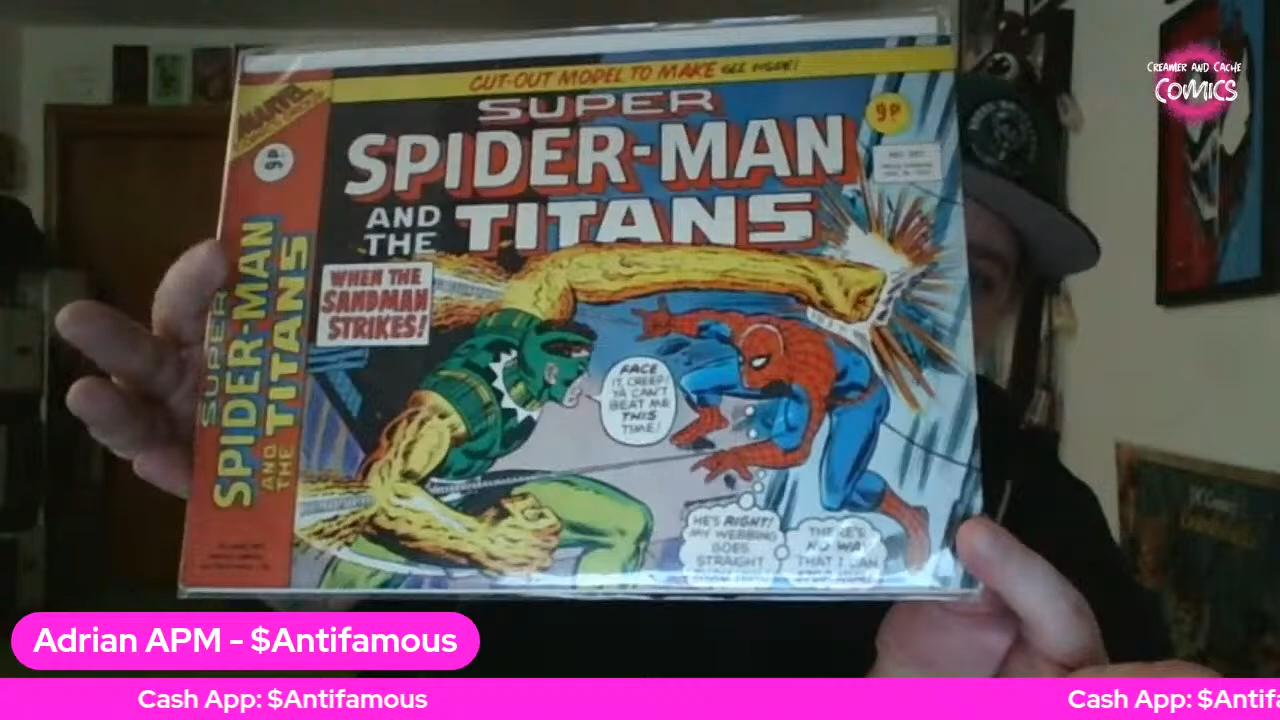 CUT-OUT MODEL TO MAKE SEE INSIDE!
SUPER
SPIDER-MAN
AND THE TITANS
9P
MARVEL
SUPER
SPIDER-MAN
AND THE
TITANS
WHEN THE
SANDMAN
STRIKES!
FACE
IT, CREEP!
YA CAN'T
BEAT ME
THIS
TIME!
HE'S RIGHT!
MY WEBBING
GOES
STRAIGHT
THERE'S
NO WAY
THAT I CAN
CREAMER AND CACHE
COMICS
Adrian APM - $Antifamous
Cash App: $Antifamous
Cash App: $Antifa